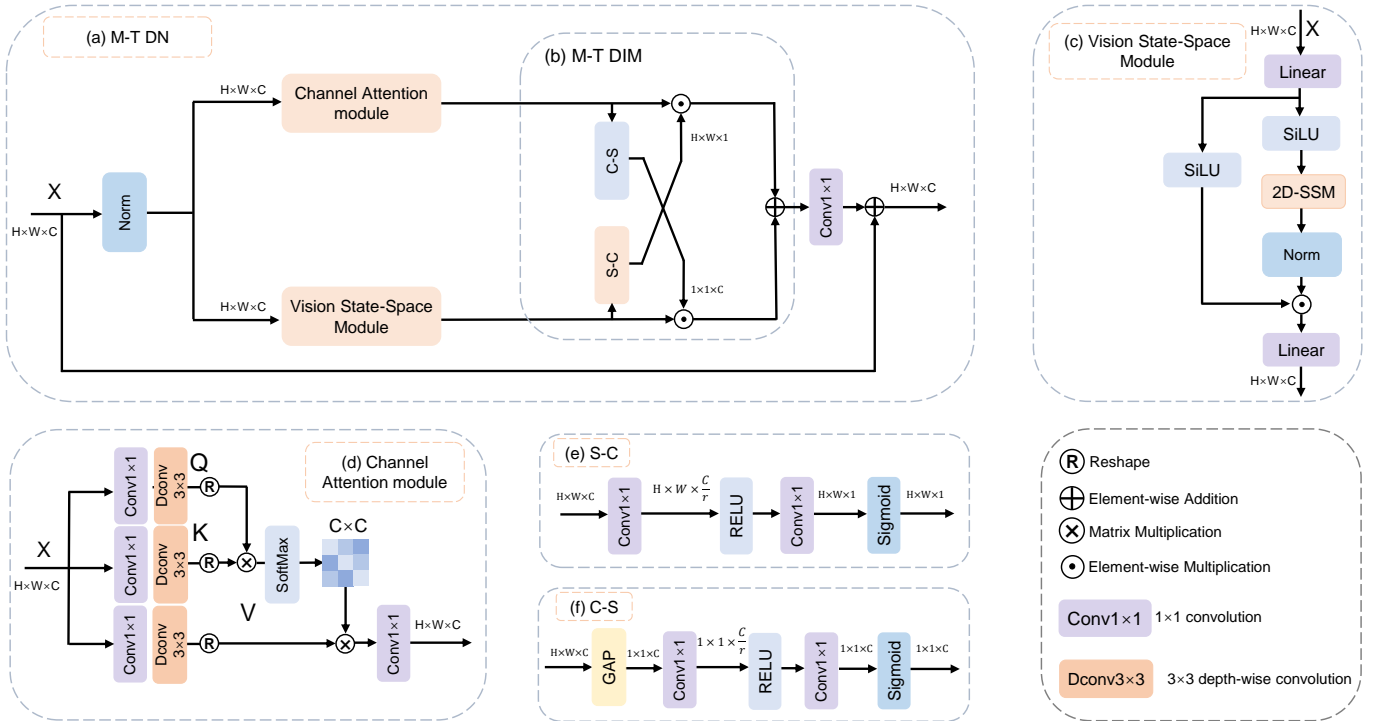 (a) M-T DN
X
H×W×C
Norm
H×W×C
Channel Attention
module
H×W×C
Vision State-Space
Module
(b) M-T DIM
C-S
S-C
H×W×1
1×1×C
Conv1×1
H×W×C
(c) Vision State-Space
Module
H×W×C
X
Linear
SiLU
SiLU
2D-SSM
Norm
Linear
H×W×C
(d) Channel
Attention module
X
H×W×C
Conv1×1
Dconv
3×3
Q
R
Conv1×1
Dconv
3×3
K
R
Conv1×1
Dconv
3×3
V
R
SoftMax
C×C
Conv1×1
H×W×C
(e) S-C
H×W×C
Conv1×1
H × W × C/r
RELU
Conv1×1
H×W×1
Sigmoid
H×W×1
(f) C-S
H×W×C
GAP
1×1×C
Conv1×1
1 × 1 × C/r
RELU
Conv1×1
1×1×C
Sigmoid
1×1×C
R Reshape
Element-wise Addition
Matrix Multiplication
Element-wise Multiplication
Conv1×1 1×1 convolution
Dconv3×3 3×3 depth-wise convolution